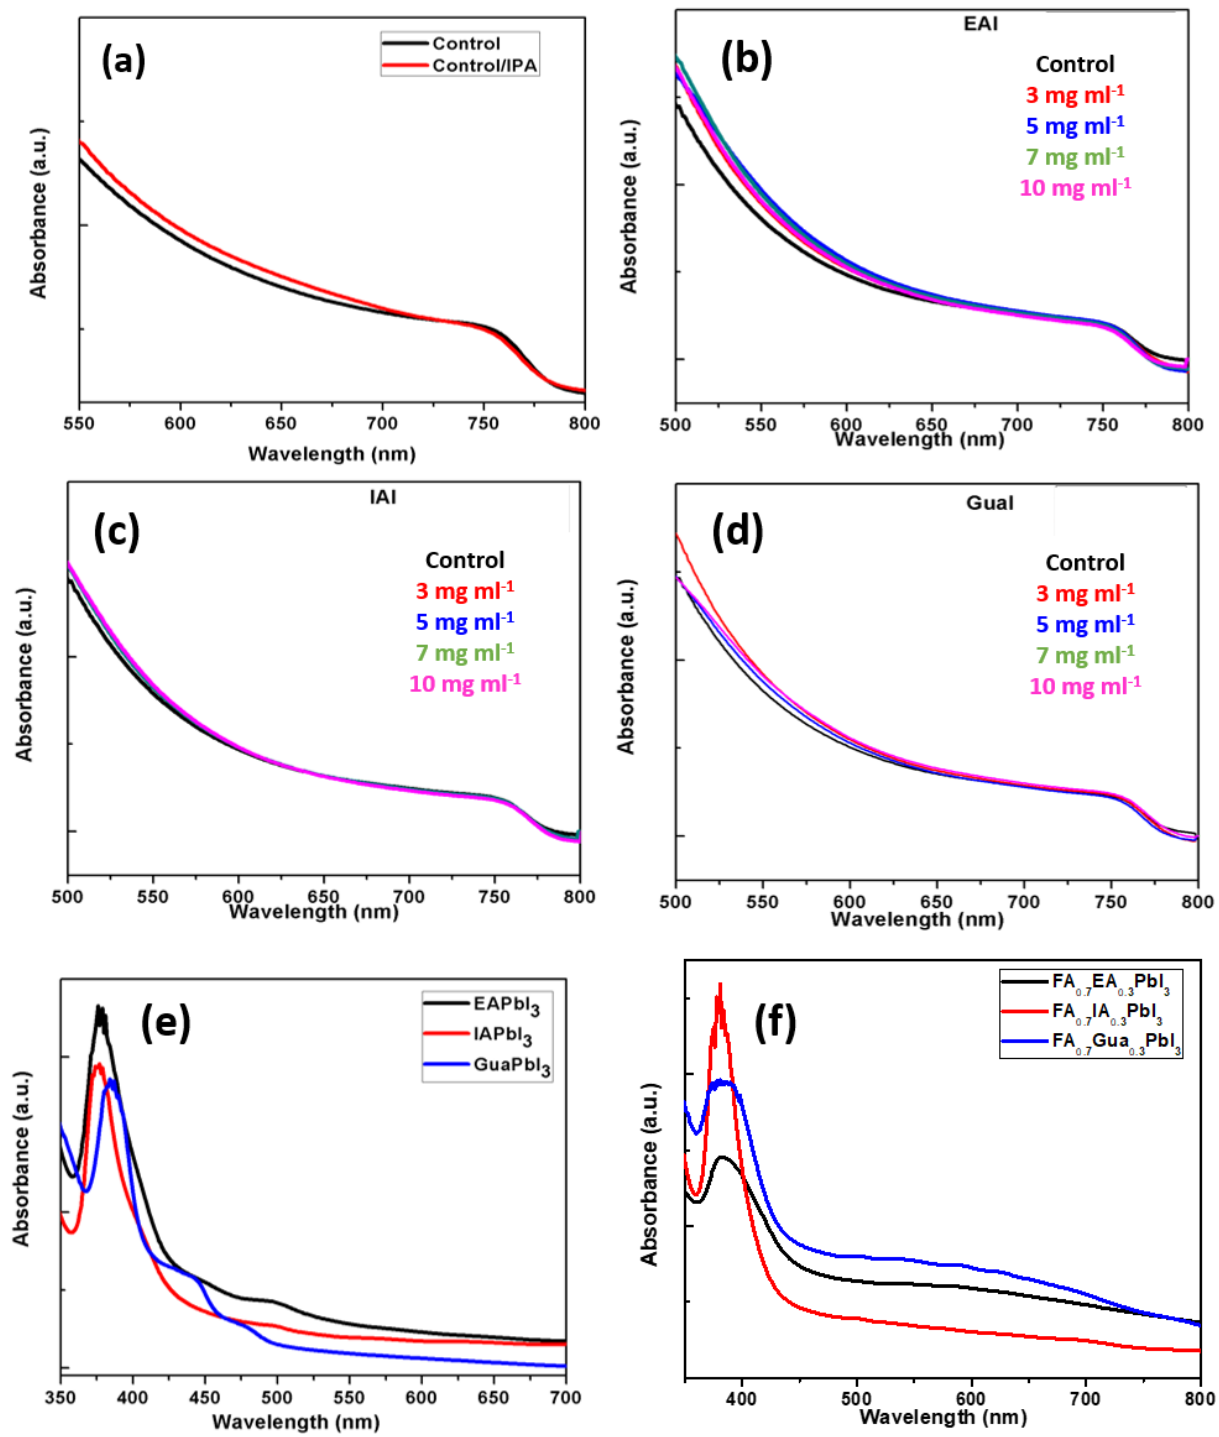 (a)
Control
Control/IPA
Absorbance (a.u.)
550 600 650 700 750 800
Wavelength (nm)
(b)
EAI
Control
3 mg ml⁻¹
5 mg ml⁻¹
7 mg ml⁻¹
10 mg ml⁻¹
Absorbance (a.u.)
500 550 600 650 700 750 800
Wavelength (nm)
(c)
IAI
Control
3 mg ml⁻¹
5 mg ml⁻¹
7 mg ml⁻¹
10 mg ml⁻¹
Absorbance (a.u.)
500 550 600 650 700 750 800
Wavelength (nm)
(d)
GuaI
Control
3 mg ml⁻¹
5 mg ml⁻¹
7 mg ml⁻¹
10 mg ml⁻¹
Absorbance (a.u.)
500 550 600 650 700 750 800
Wavelength (nm)
(e)
EAPbI₃
IAPbI₃
GuaPbI₃
Absorbance (a.u.)
350 400 450 500 550 600 650 700
Wavelength (nm)
(f)
FA₀.₇EA₀.₃PbI₃
FA₀.₇IA₀.₃PbI₃
FA₀.₇Gua₀.₃PbI₃
Absorbance (a.u.)
400 500 600 700 800
Wavelength (nm)